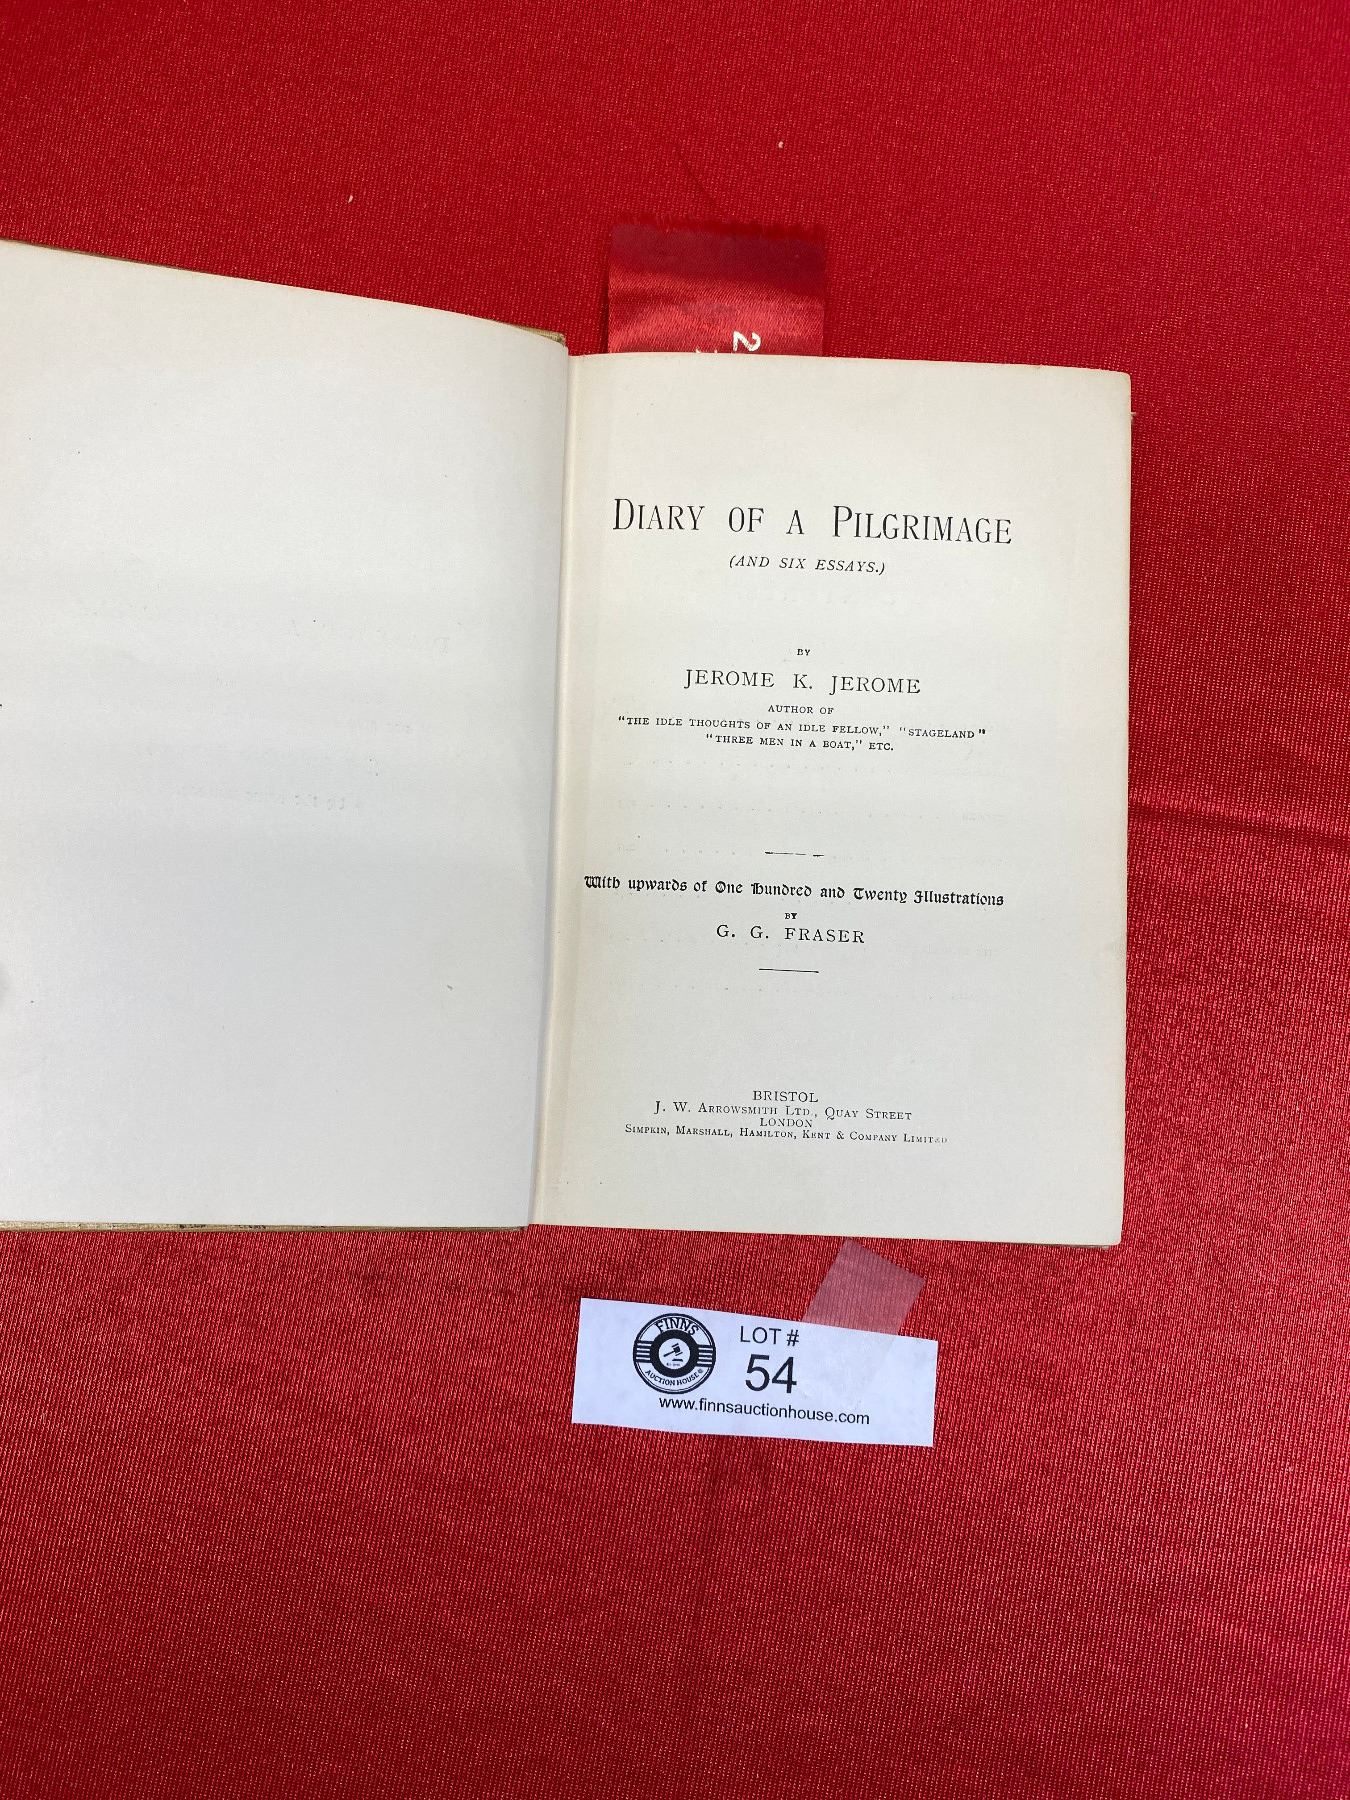 2
DIARY OF A PILGRIMAGE
(AND SIX ESSAYS.)
BY
JEROME K. JEROME
AUTHOR OF
"THE IDLE THOUGHTS OF AN IDLE FELLOW," "STAGELAND"
"THREE MEN IN A BOAT," ETC.
With upwards of One Hundred and Twenty Illustrations
BY
G. G. FRASER
BRISTOL
J. W. ARROWSMITH LTD., QUAY STREET
LONDON
SIMPKIN, MARSHALL, HAMILTON, KENT & COMPANY LIMITED
FINNS
AUCTION HOUSE
LOT #
54
www.finnsauctionhouse.com